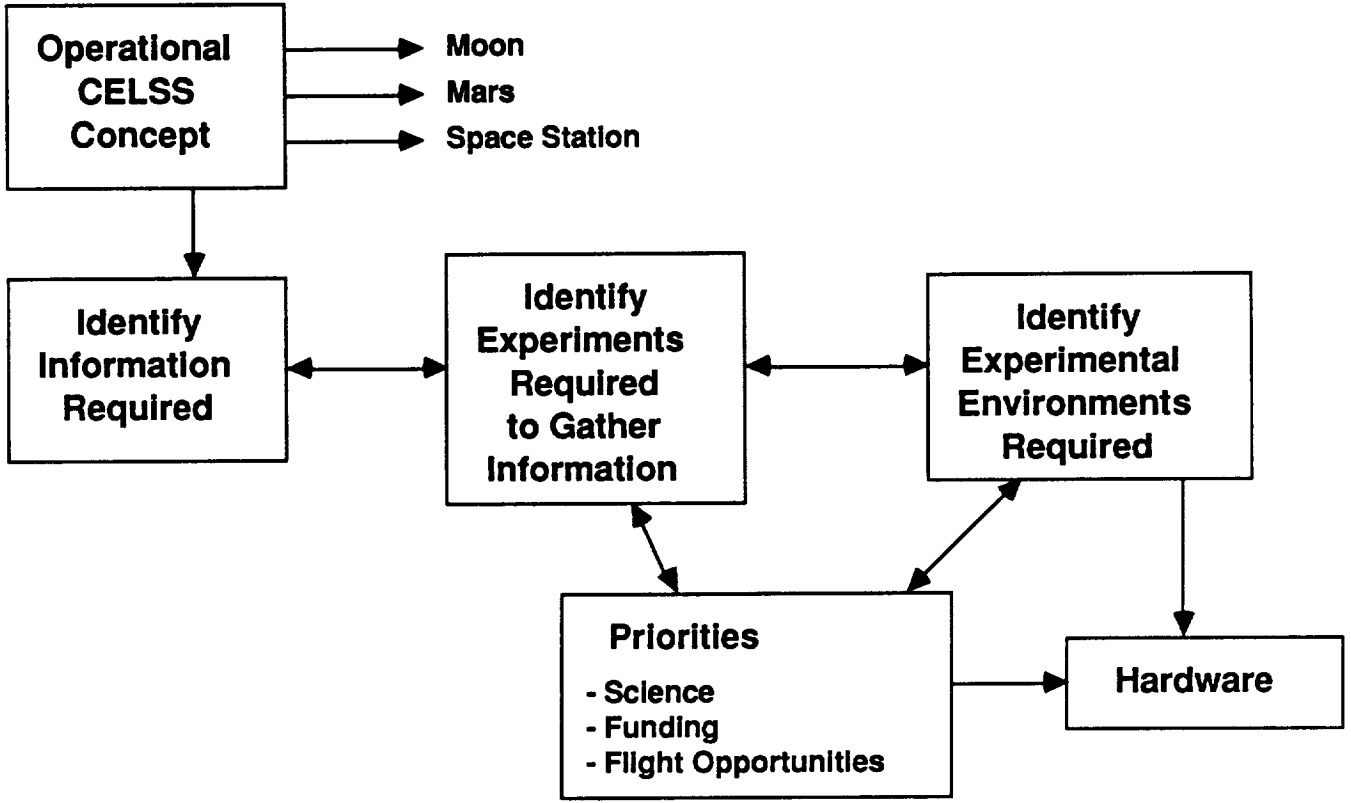 Operational
CELSS
Concept
Moon
Mars
Space Station
Identify
Information
Required
Identify
Experiments
Required
to Gather
Information
Identify
Experimental
Environments
Required
Priorities
- Science
- Funding
- Flight Opportunities
Hardware